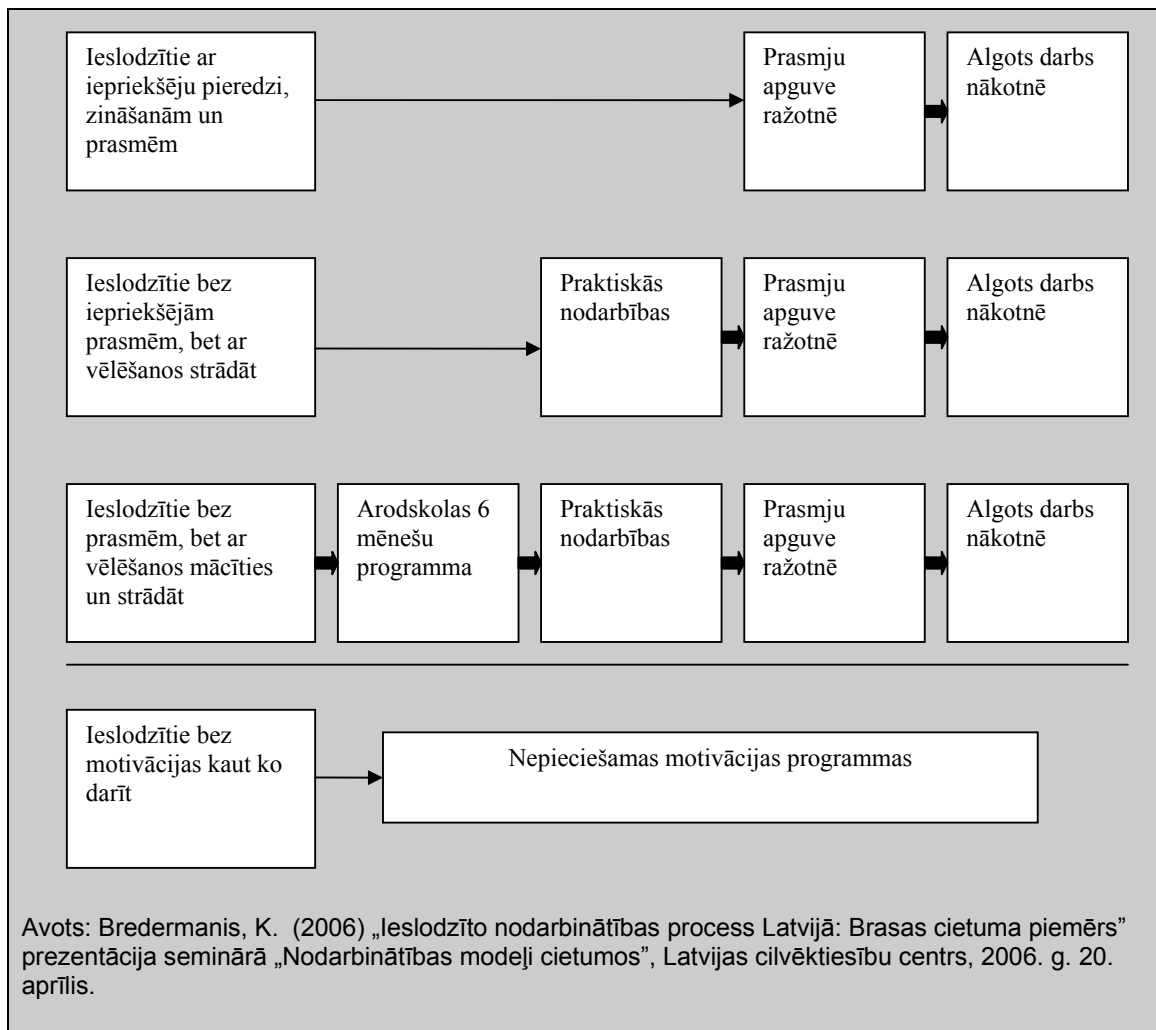 Ieslodzītie ar
iepriekšēju pieredzi,
zināšanām un
prasmēm
Prasmju
apguve
ražotnē
Algots darbs
nākotnē
Ieslodzītie bez
iepriekšējām
prasmēm, bet ar
vēlēšanos strādāt
Praktiskās
nodarbības
Prasmju
apguve
ražotnē
Algots darbs
nākotnē
Ieslodzītie bez
prasmēm, bet ar
vēlēšanos mācīties
un strādāt
Arodskolas 6
mēnešu
programma
Praktiskās
nodarbības
Prasmju
apguve
ražotnē
Algots darbs
nākotnē
Ieslodzītie bez
motivācijas kaut ko
darīt
Nepieciešamas motivācijas programmas
Avots: Bredermanis, K. (2006) „Ieslodzīto nodarbinātības process Latvijā: Brasas cietuma piemērs”
prezentācija seminārā „Nodarbinātības modeļi cietumos”, Latvijas cilvēktiesību centrs, 2006. g. 20.
aprīlis.